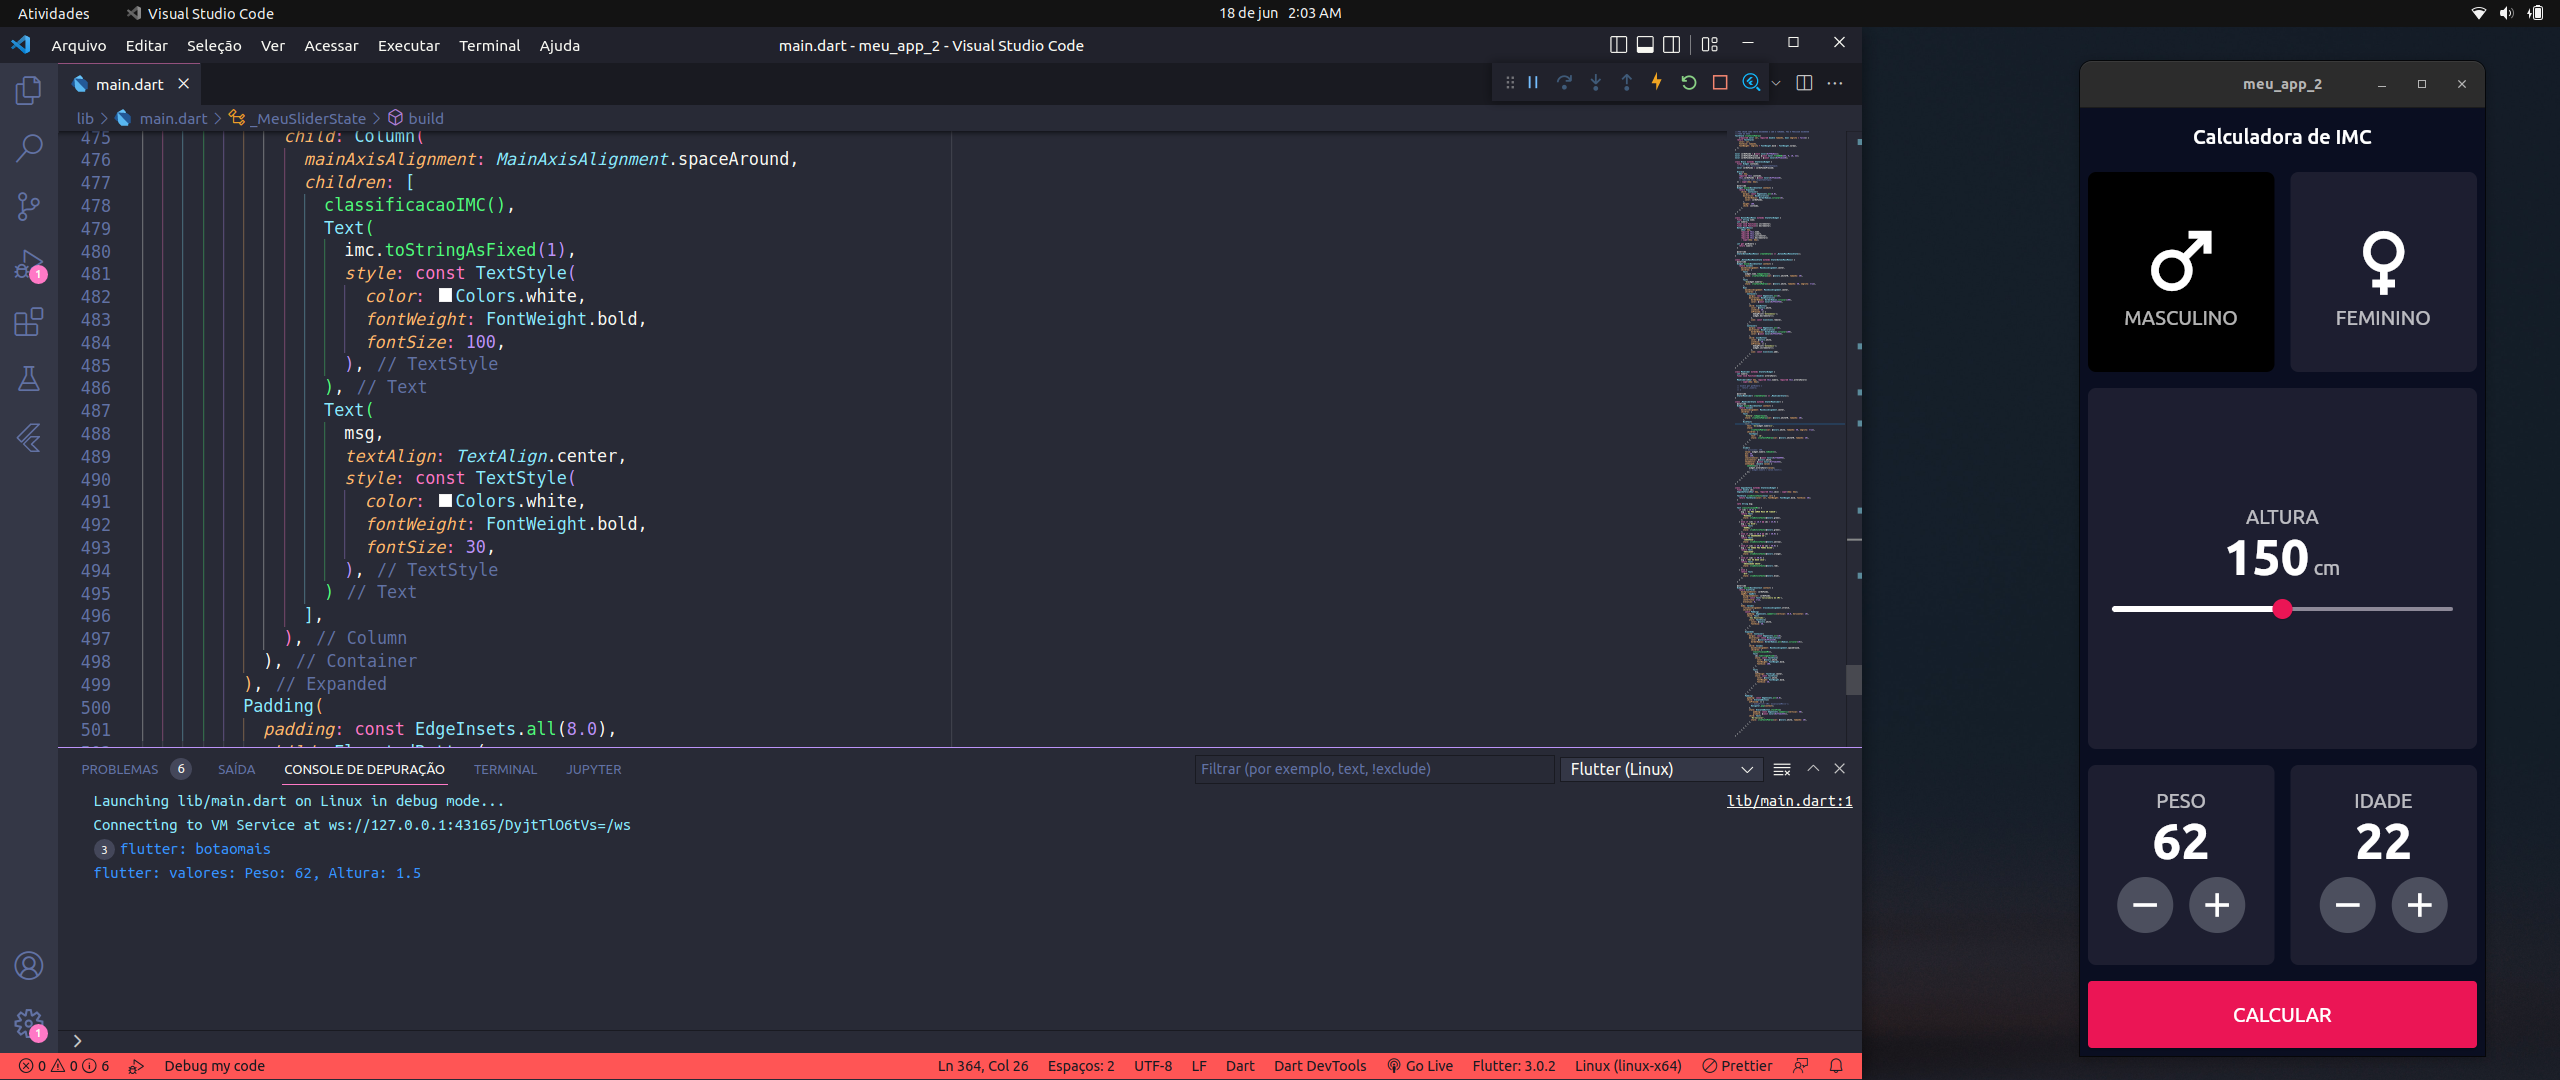 Atividades
Visual Studio Code
18 de jun 2:03 AM
Arquivo Editar Seleção Ver Acessar Executar Terminal Ajuda
main.dart - meu_app_2 - Visual Studio Code
main.dart
lib > main.dart > _MeuSliderState > build
475 child: Column(
476 mainAxisAlignment: MainAxisAlignment.spaceAround,
477 children: [
478 classificacaoIMC(),
479 Text(
480 imc.toStringAsFixed(1),
481 style: const TextStyle(
482 color: Colors.white,
483 fontWeight: FontWeight.bold,
484 fontSize: 100,
485 ), // TextStyle
486 ), // Text
487 Text(
488 msg,
489 textAlign: TextAlign.center,
490 style: const TextStyle(
491 color: Colors.white,
492 fontWeight: FontWeight.bold,
493 fontSize: 30,
494 ), // TextStyle
495 ) // Text
496 ],
497 ), // Column
498 ), // Container
499 ), // Expanded
500 Padding(
501 padding: const EdgeInsets.all(8.0),
PROBLEMAS 6 SAÍDA CONSOLE DE DEPURAÇÃO TERMINAL JUPYTER
Filtrar (por exemplo, text, !exclude)
Flutter (Linux)
Launching lib/main.dart on Linux in debug mode...
lib/main.dart:1
Connecting to VM Service at ws://127.0.0.1:43165/DyjtTlO6tVs=/ws
3 flutter: botaomais
flutter: valores: Peso: 62, Altura: 1.5
1
1
0 0 6 Debug my code
Ln 364, Col 26 Espaços: 2 UTF-8 LF Dart Dart DevTools Go Live Flutter: 3.0.2 Linux (linux-x64) Prettier
meu_app_2
Calculadora de IMC
MASCULINO
FEMININO
ALTURA
150 cm
PESO
62
IDADE
22
CALCULAR